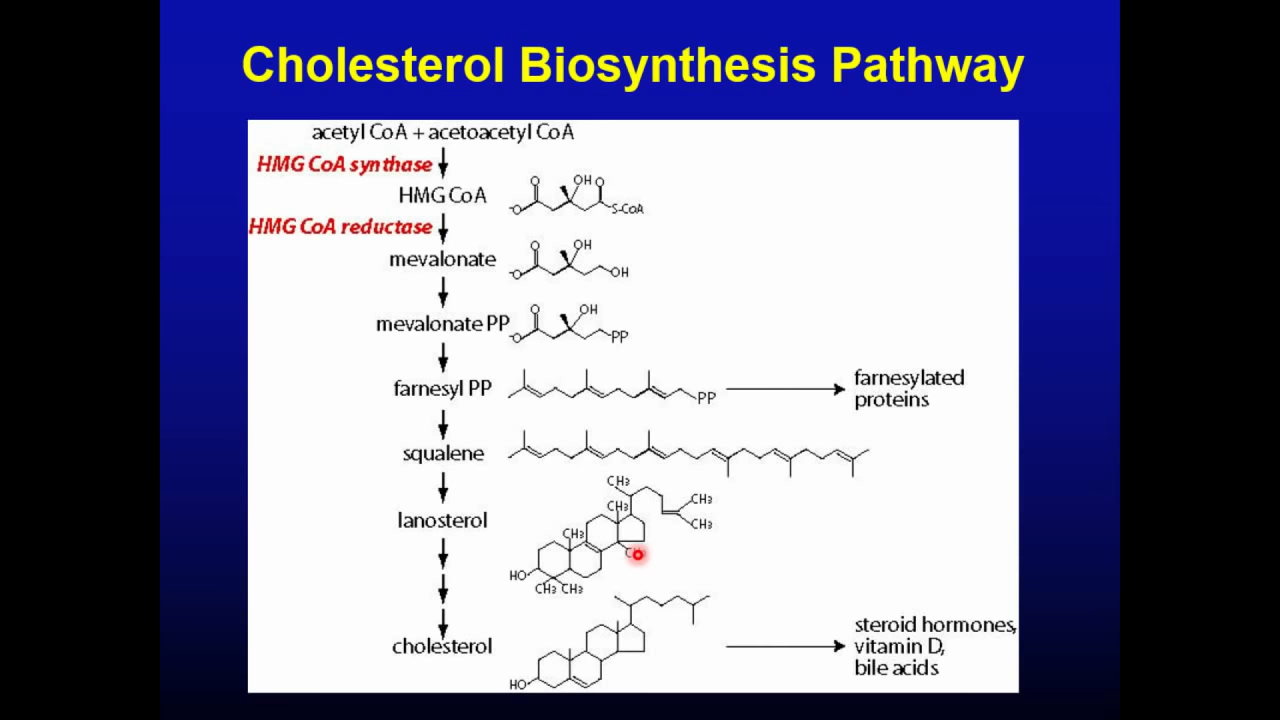 Cholesterol Biosynthesis Pathway
acetyl CoA + acetoacetyl CoA
HMG CoA synthase
HMG CoA
O
OH
O
-O
S-CoA
HMG CoA reductase
mevalonate
O
OH
-O
OH
mevalonate PP
O
OH
-O
PP
farnesyl PP
PP
farnesylated
proteins
squalene
lanosterol
CH3
CH3
CH3
CH3
CH3
HO
CH3 CH3
cholesterol
HO
steroid hormones,
vitamin D,
bile acids